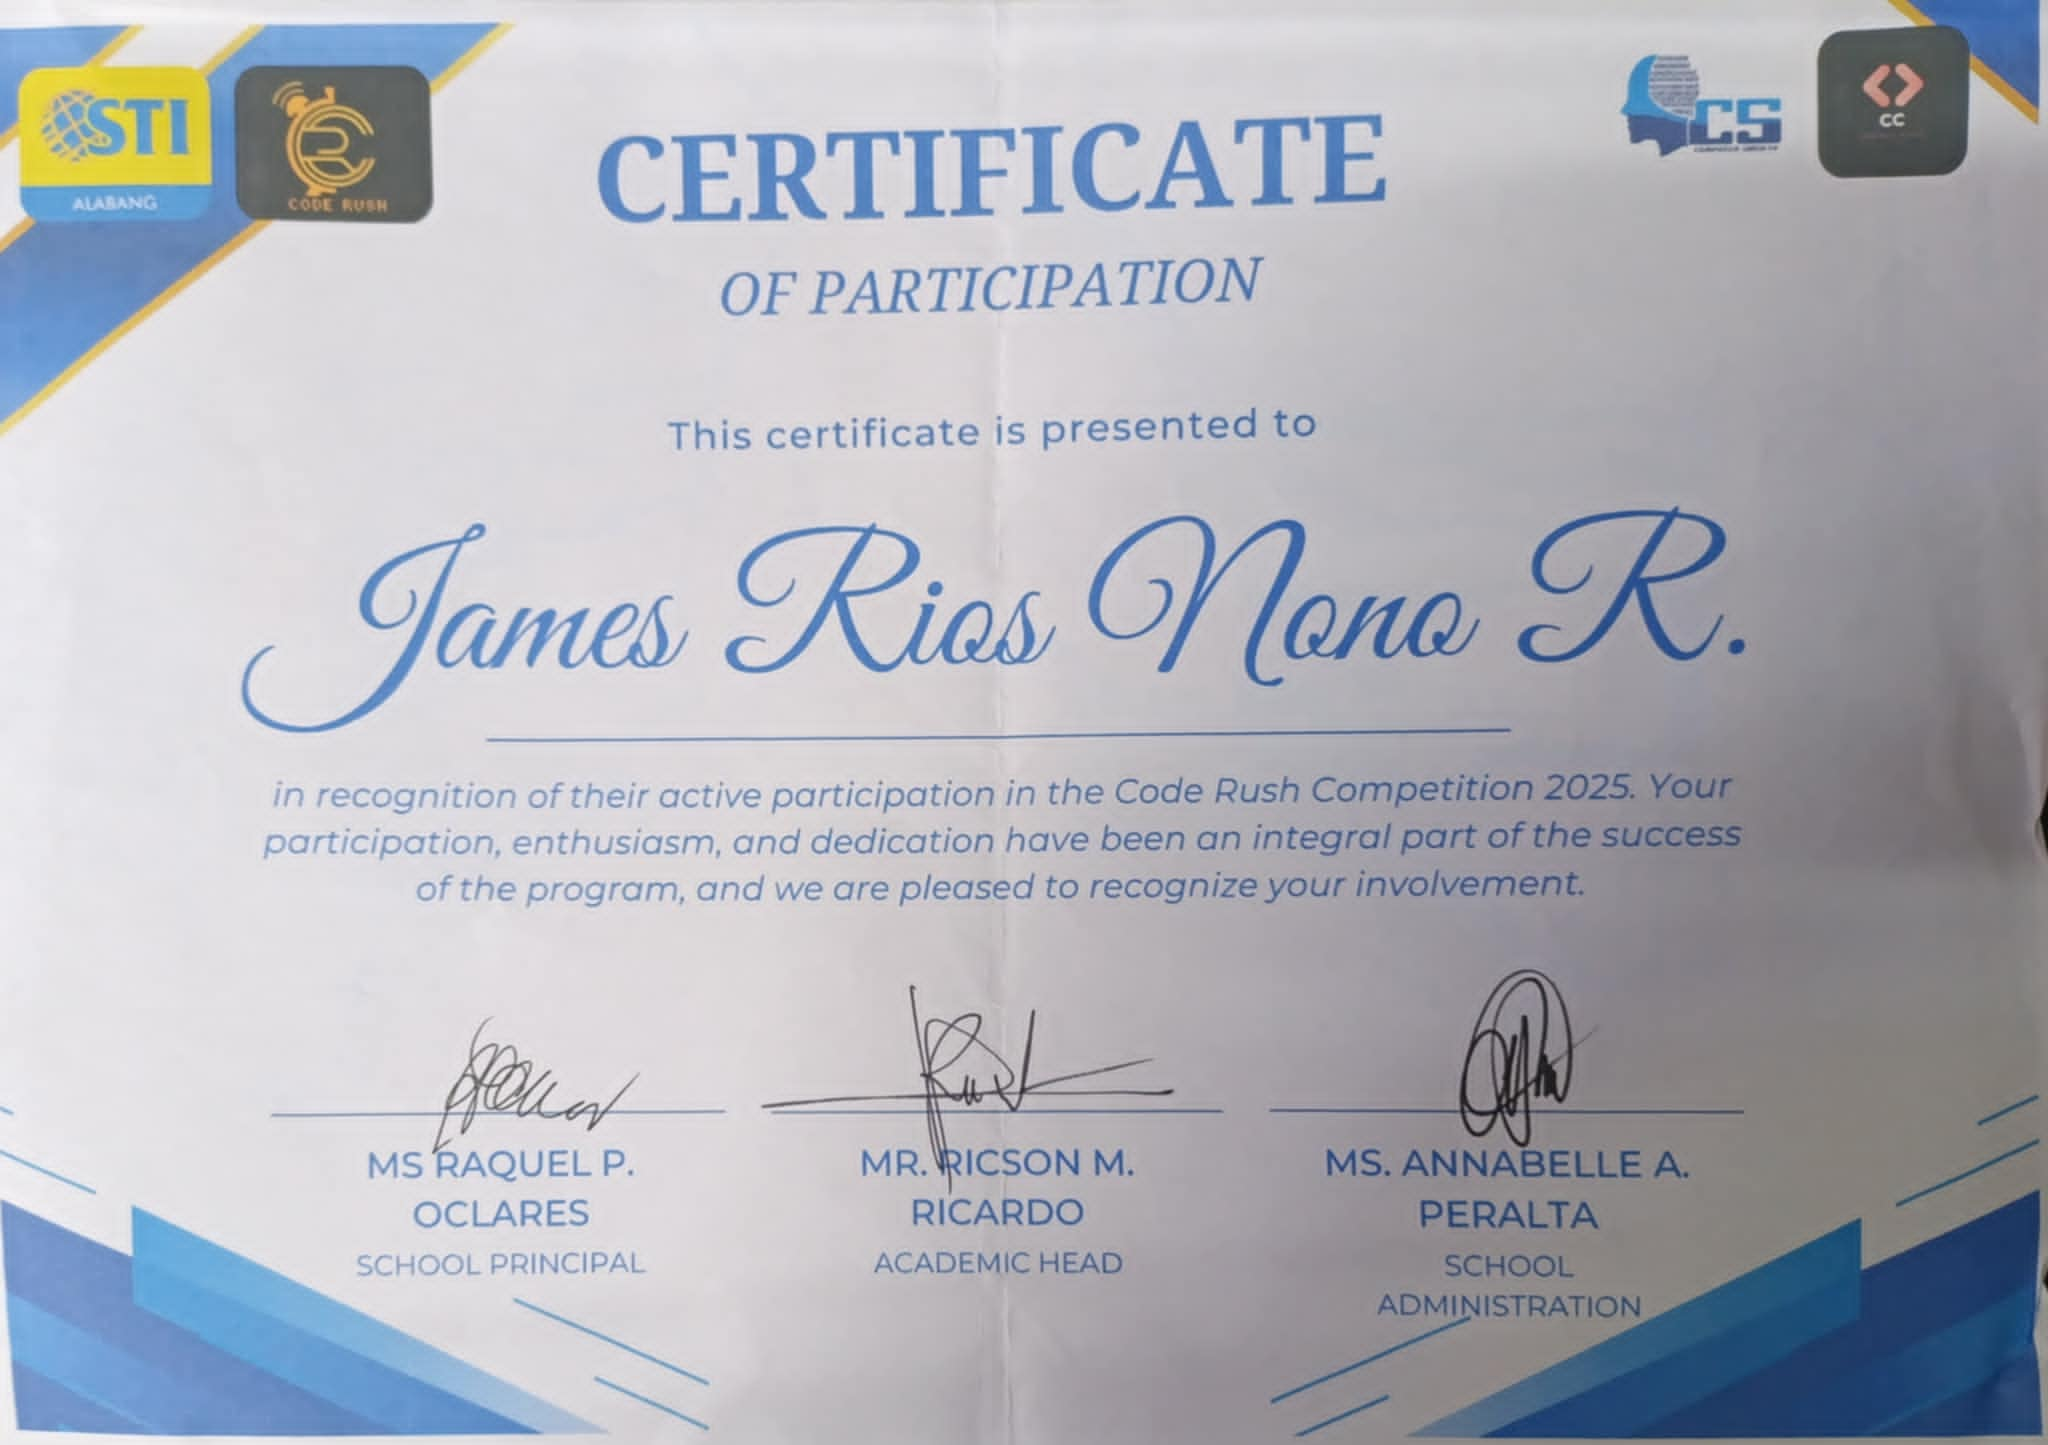 STI
ALABANG
CODE RUSH
CS
CC
CERTIFICATE
OF PARTICIPATION
This certificate is presented to
James Rios Nono R.
in recognition of their active participation in the Code Rush Competition 2025. Your
participation, enthusiasm, and dedication have been an integral part of the success
of the program, and we are pleased to recognize your involvement.
MS RAQUEL P.
OCLARES
SCHOOL PRINCIPAL
MR. RICSON M.
RICARDO
ACADEMIC HEAD
MS. ANNABELLE A.
PERALTA
SCHOOL
ADMINISTRATION